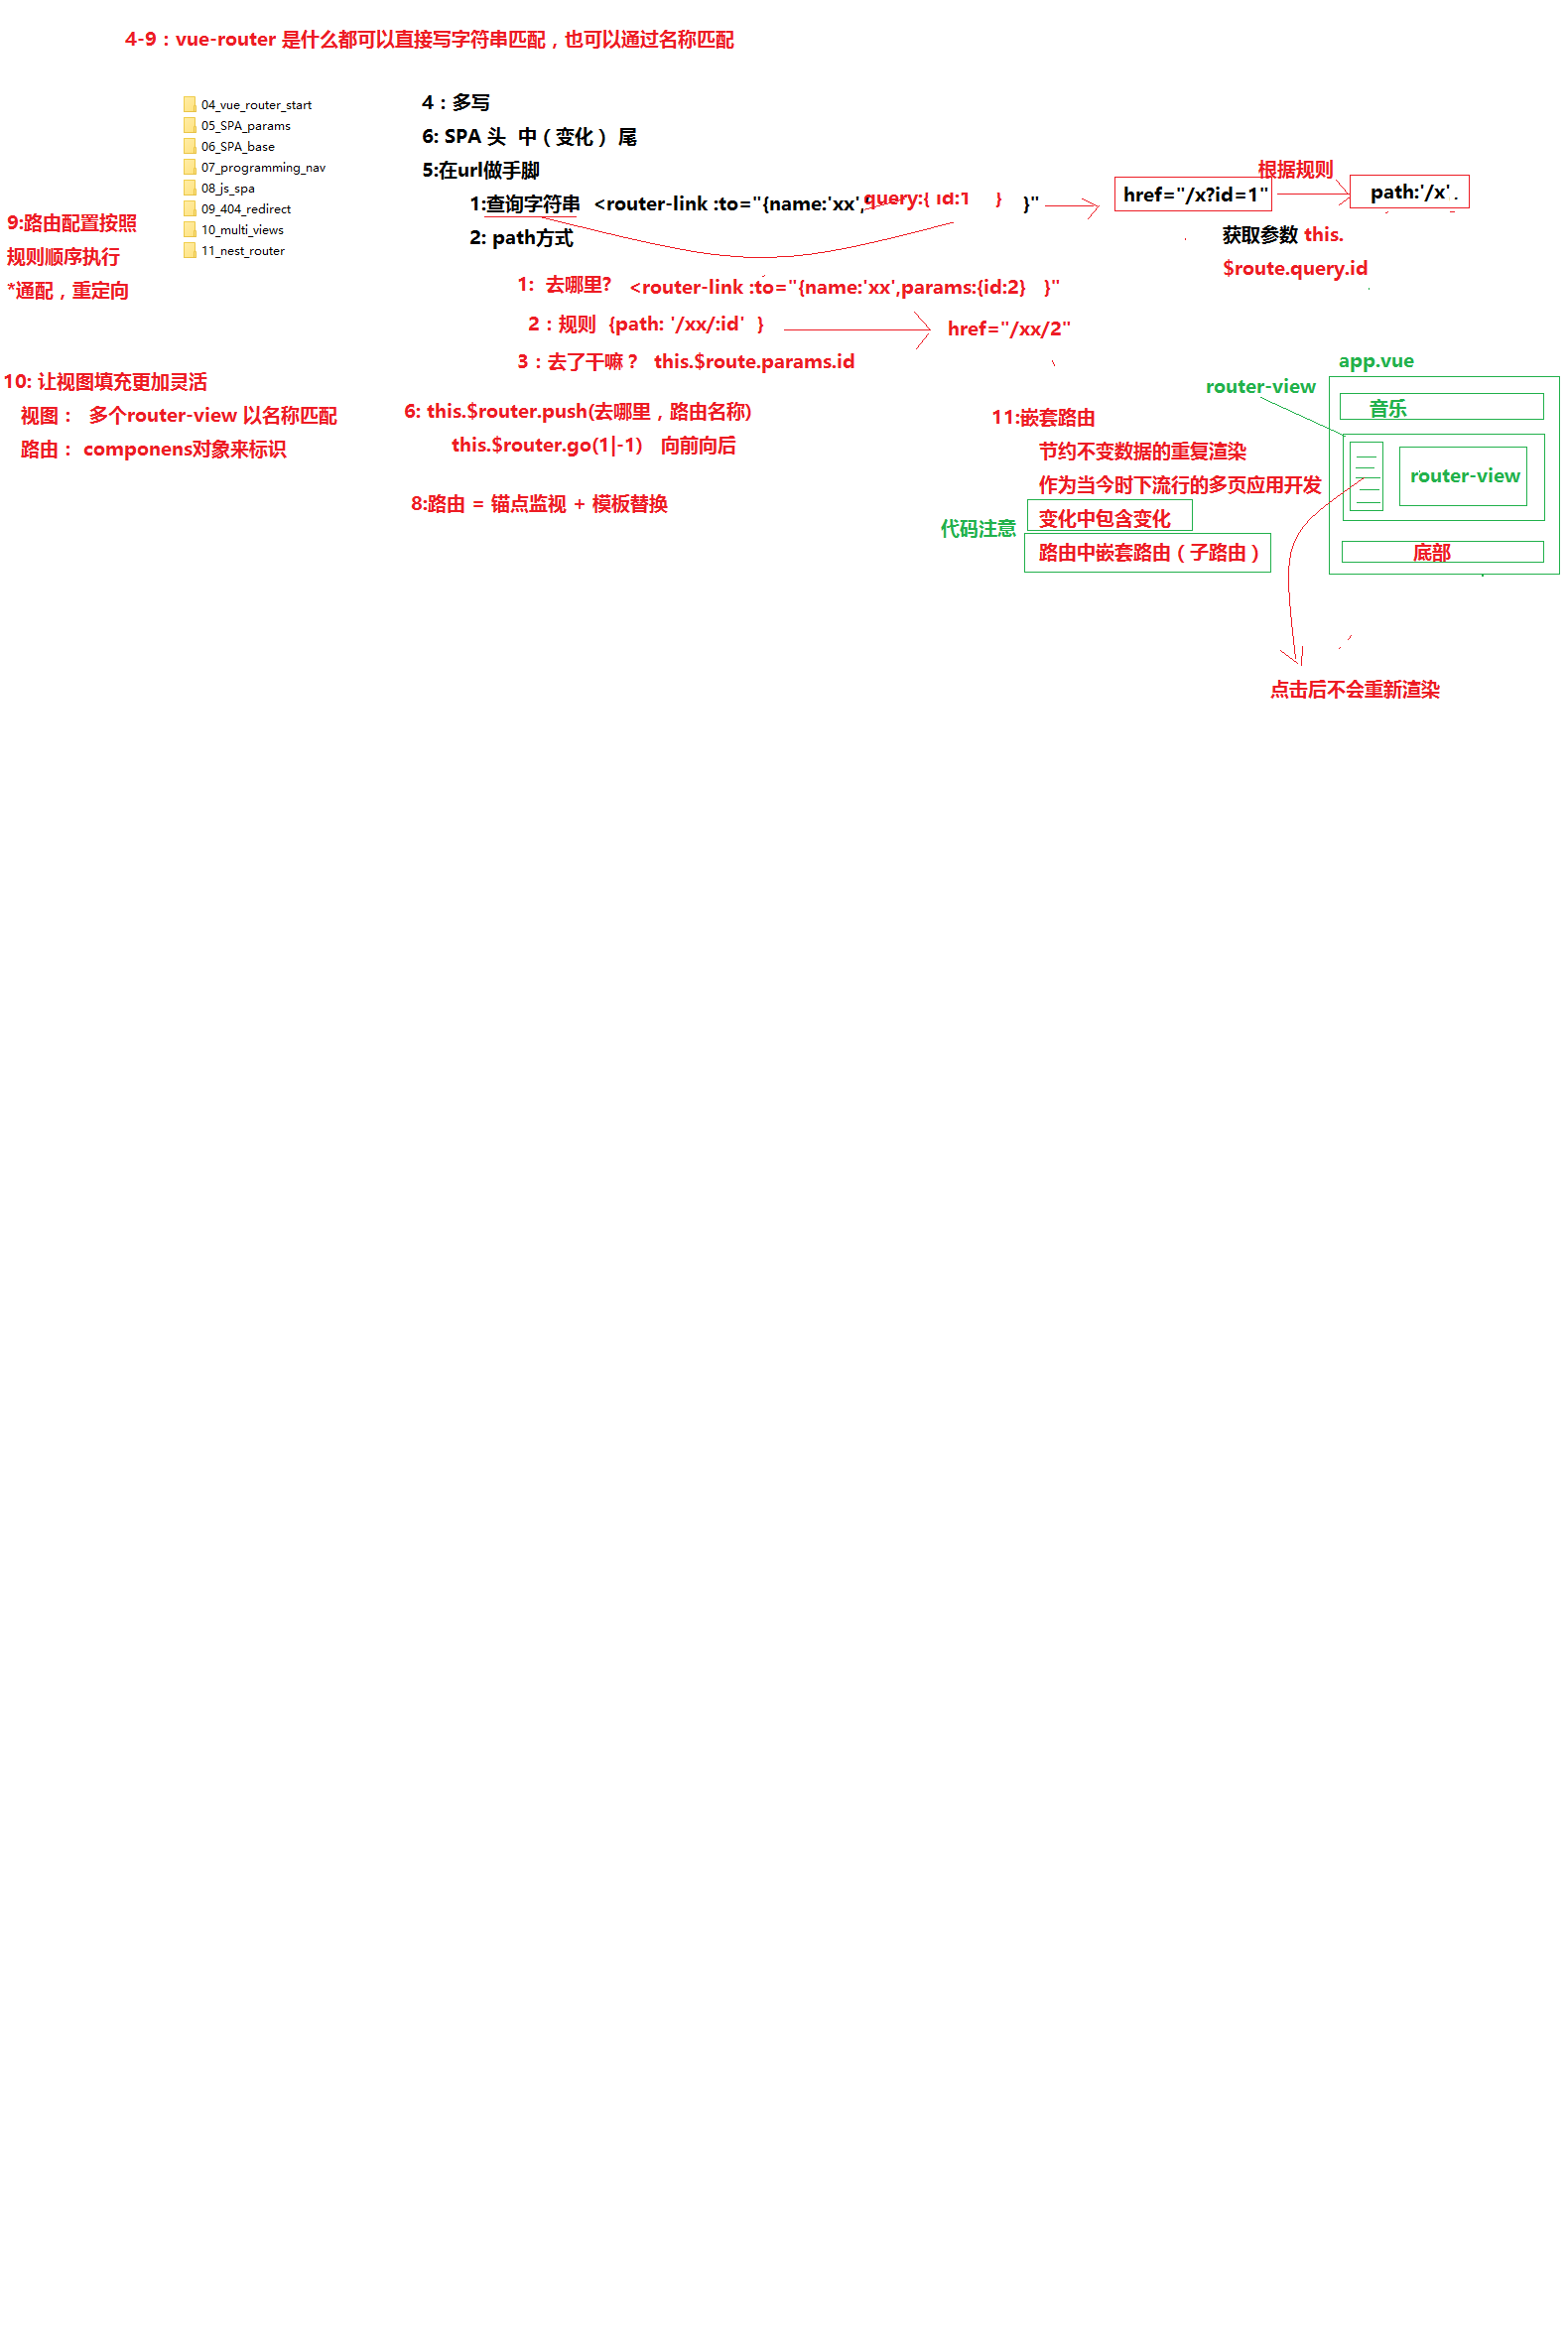 4-9：vue-router 是什么都可以直接写字符串匹配，也可以通过名称匹配
04_vue_router_start
05_SPA_params
06_SPA_base
07_programming_nav
08_js_spa
09_404_redirect
10_multi_views
11_nest_router
9:路由配置按照
规则顺序执行
*通配，重定向
4：多写
6: SPA 头 中（变化） 尾
5:在url做手脚
1:查询字符串 <router-link :to="{name:'xx', query:{ id:1 } }"
href="/x?id=1"
根据规则
path:'/x'.
获取参数 this.
$route.query.id
2: path方式
1: 去哪里? <router-link :to="{name:'xx',params:{id:2} }"
2：规则 {path: '/xx/:id' }
href="/xx/2"
3：去了干嘛？ this.$route.params.id
10: 让视图填充更加灵活
视图： 多个router-view 以名称匹配
路由： componens对象来标识
6: this.$router.push(去哪里，路由名称)
this.$router.go(1|-1) 向前向后
8:路由 = 锚点监视 + 模板替换
11:嵌套路由
节约不变数据的重复渲染
作为当今时下流行的多页应用开发
代码注意
变化中包含变化
路由中嵌套路由（子路由）
app.vue
router-view
音乐
router-view
底部
点击后不会重新渲染